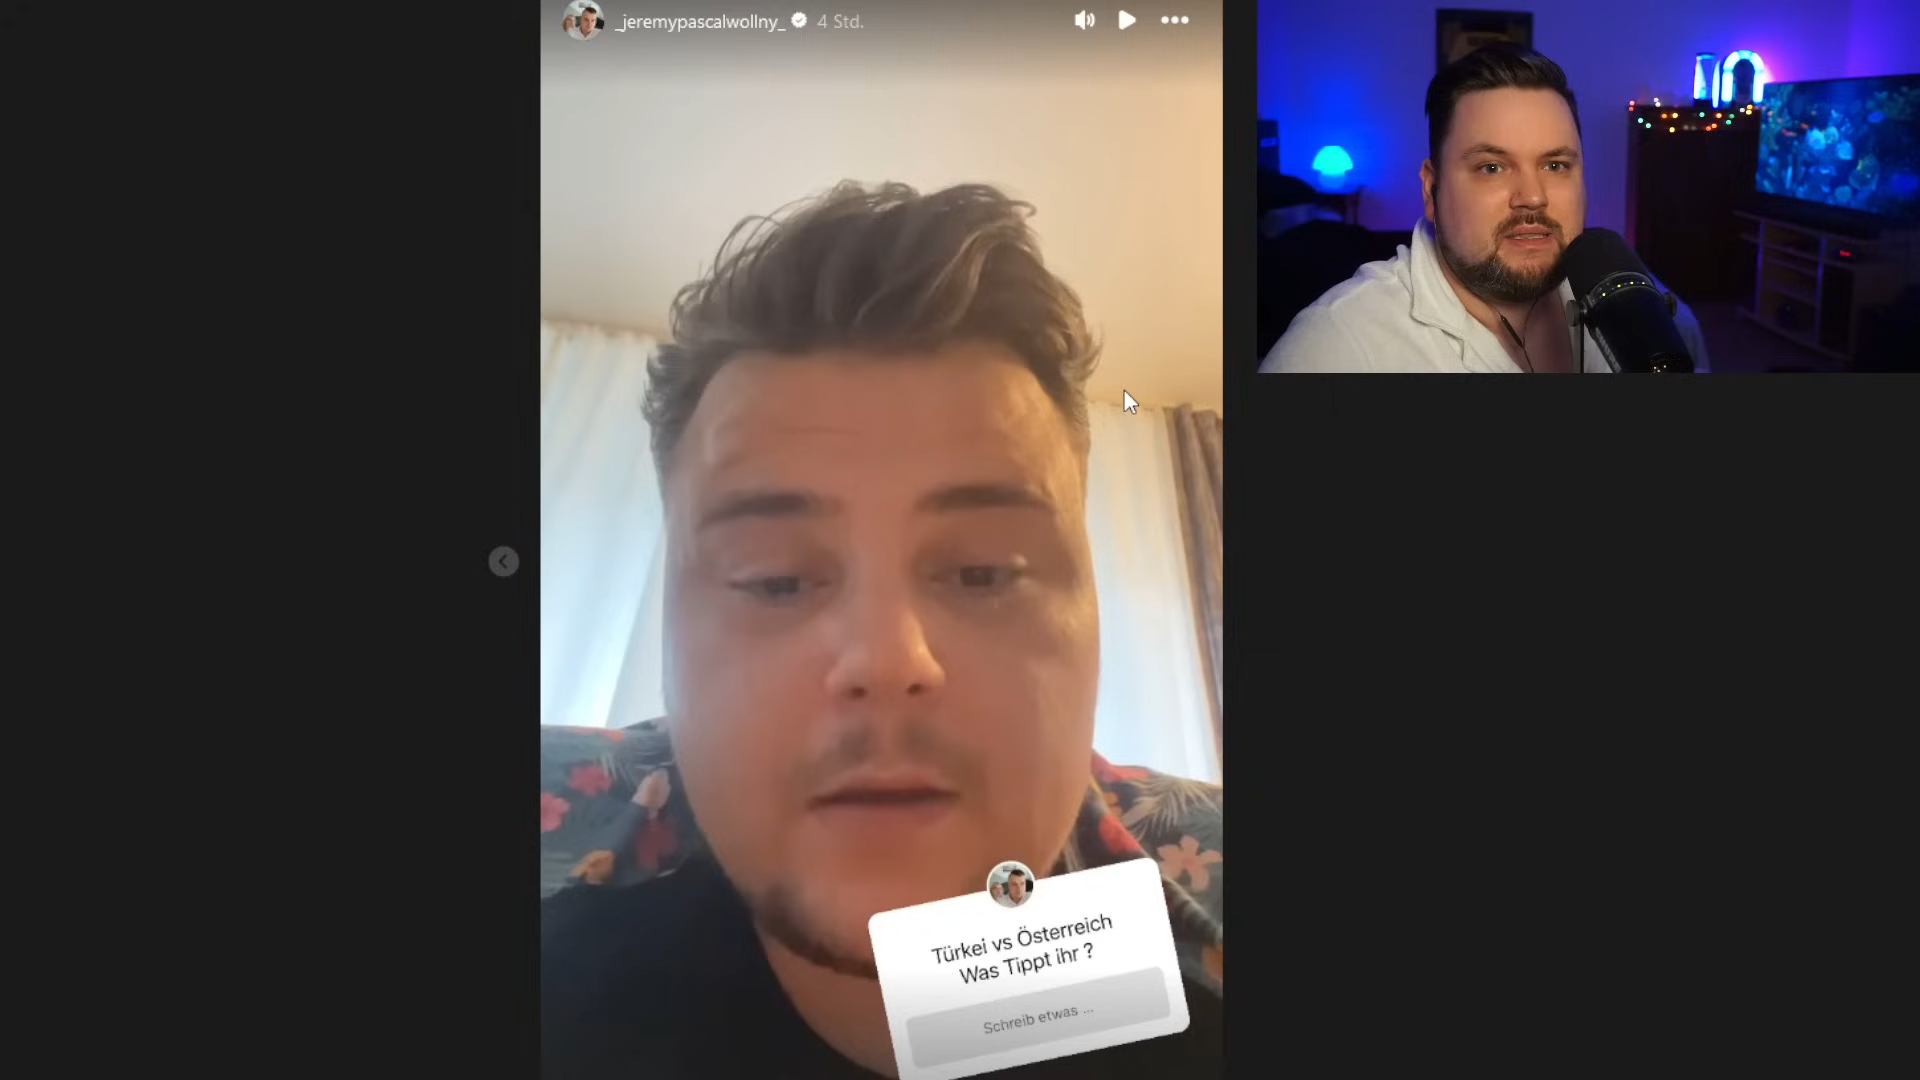 _jeremypascalwollny_ 4 Std.
Türkei vs Österreich
Was Tippt ihr ?
Schreib etwas ...